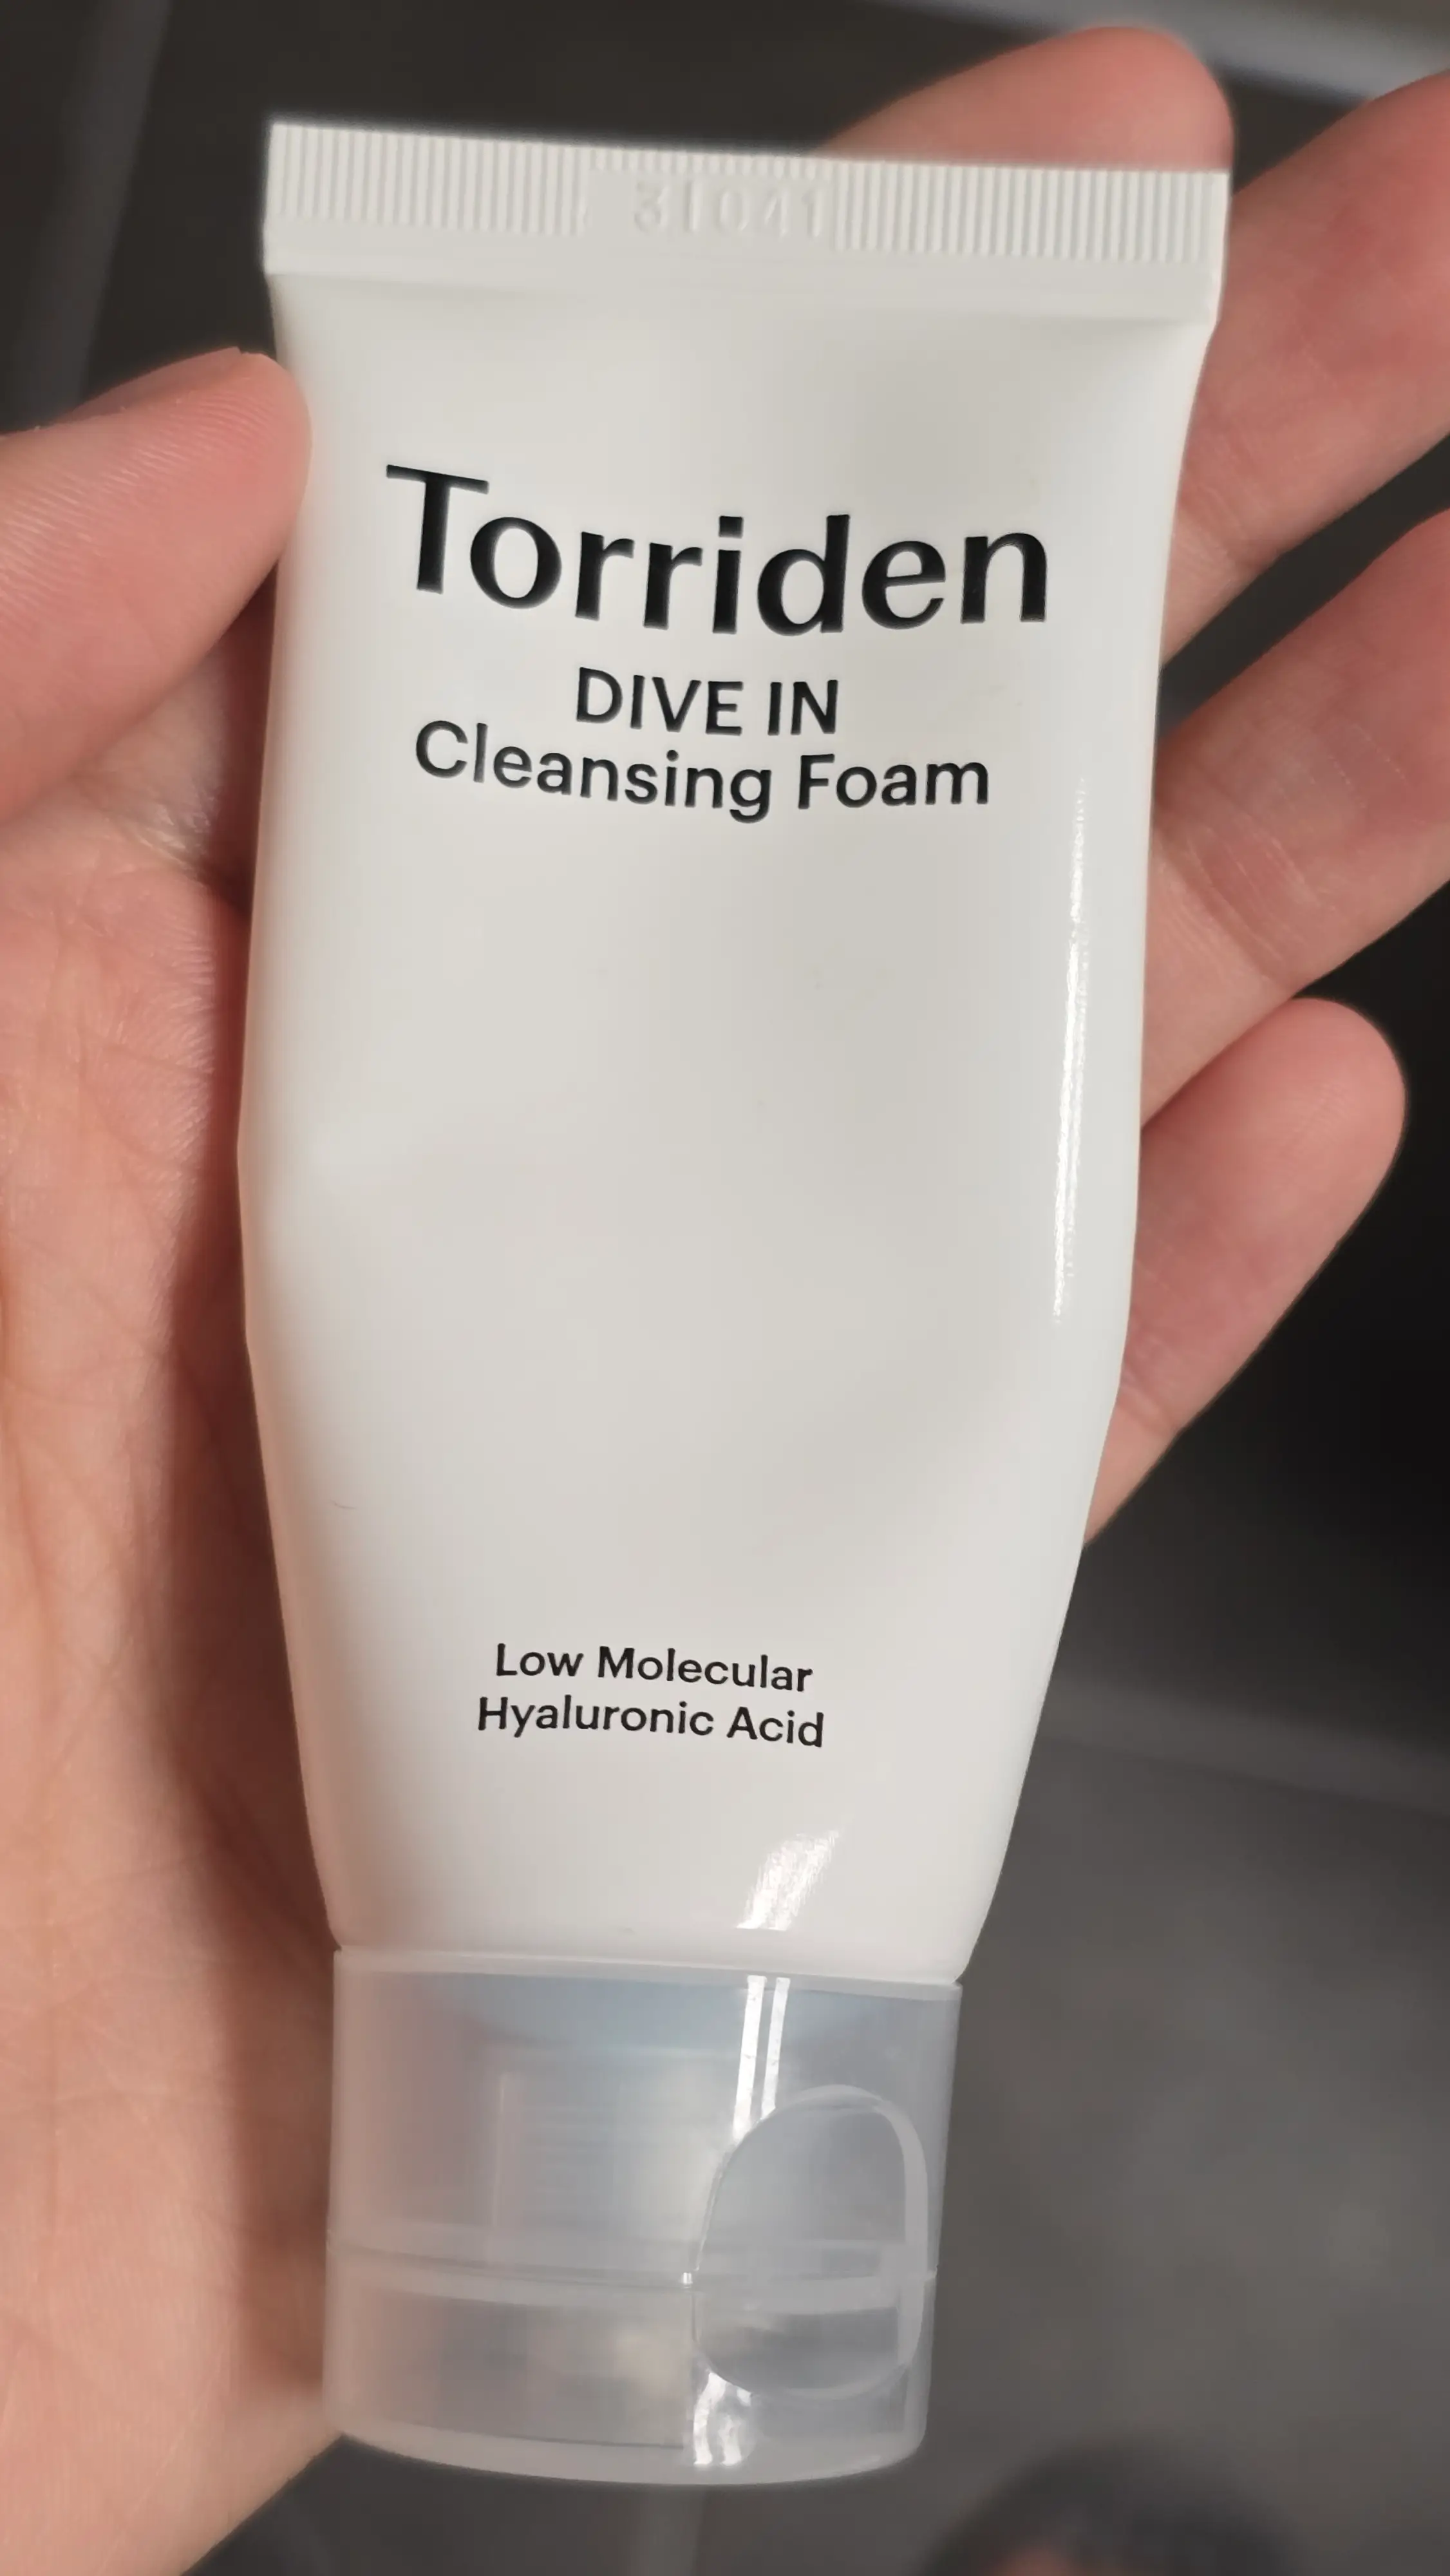 31041
Torriden
DIVE IN
Cleansing Foam
Low Molecular
Hyaluronic Acid